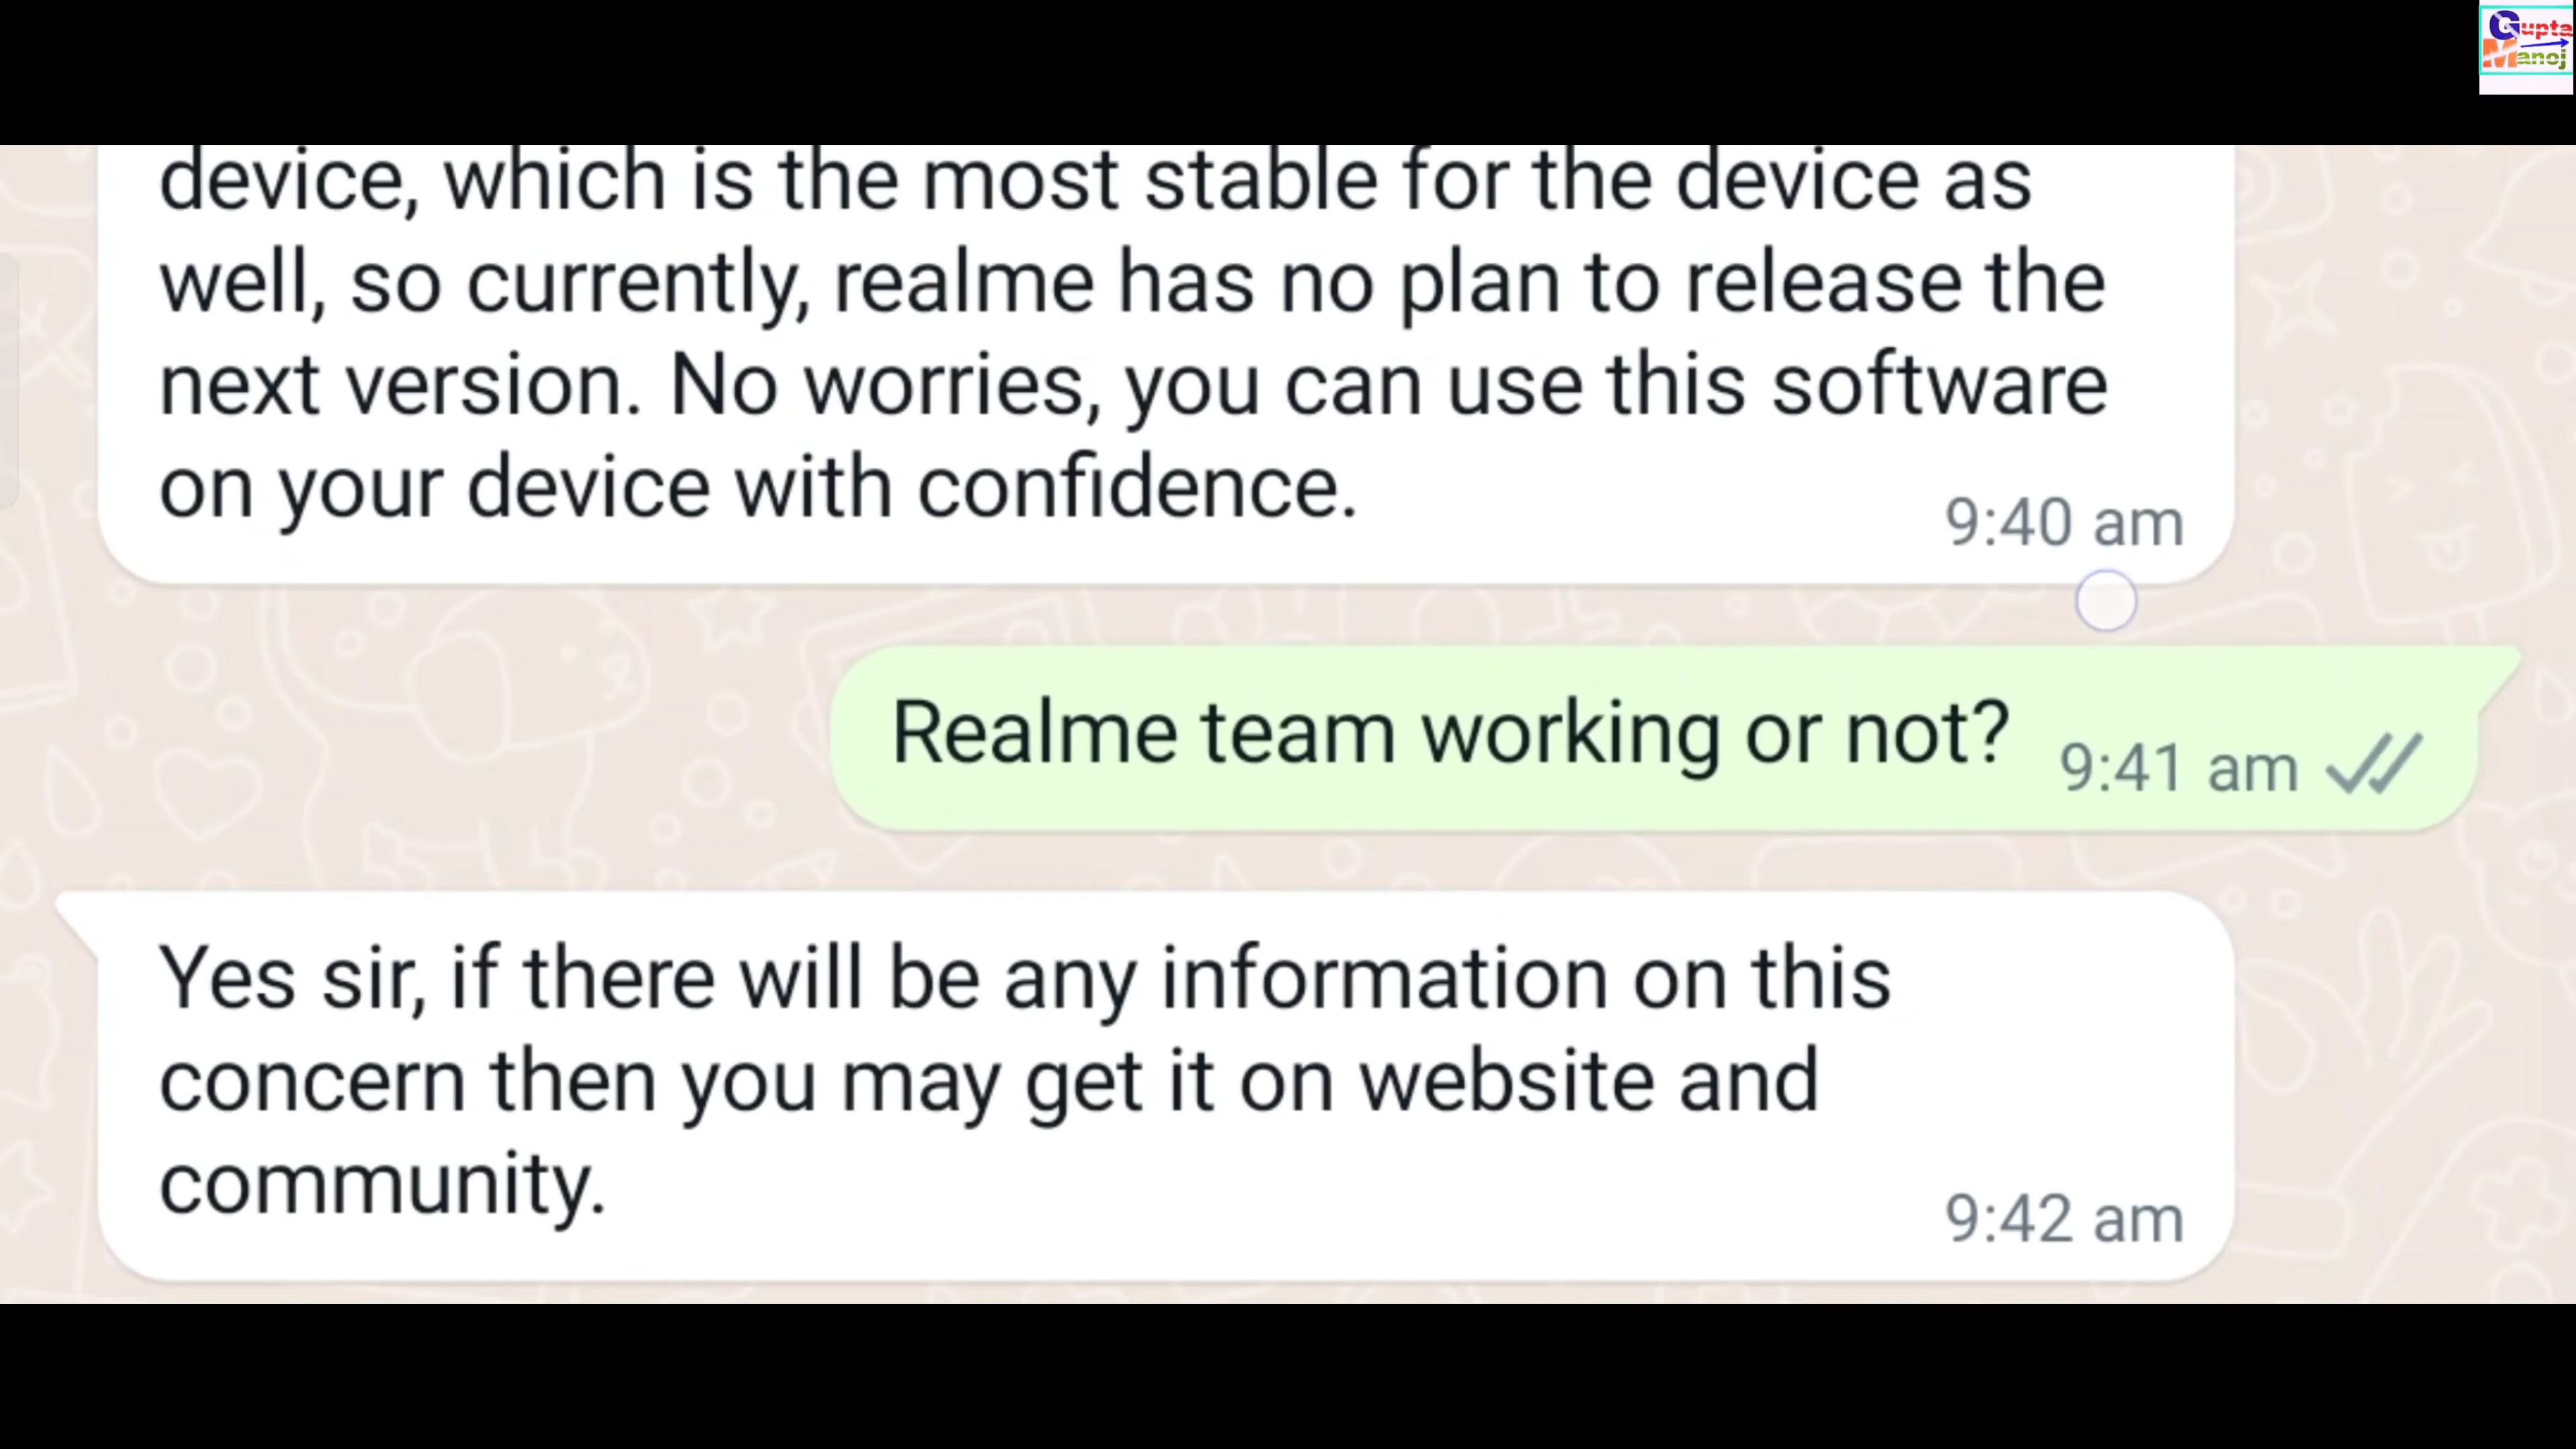 Gupta
Manoj
device, which is the most stable for the device as
well, so currently, realme has no plan to release the
next version. No worries, you can use this software
on your device with confidence.
9:40 am
Realme team working or not?
9:41 am
Yes sir, if there will be any information on this
concern then you may get it on website and
community.
9:42 am